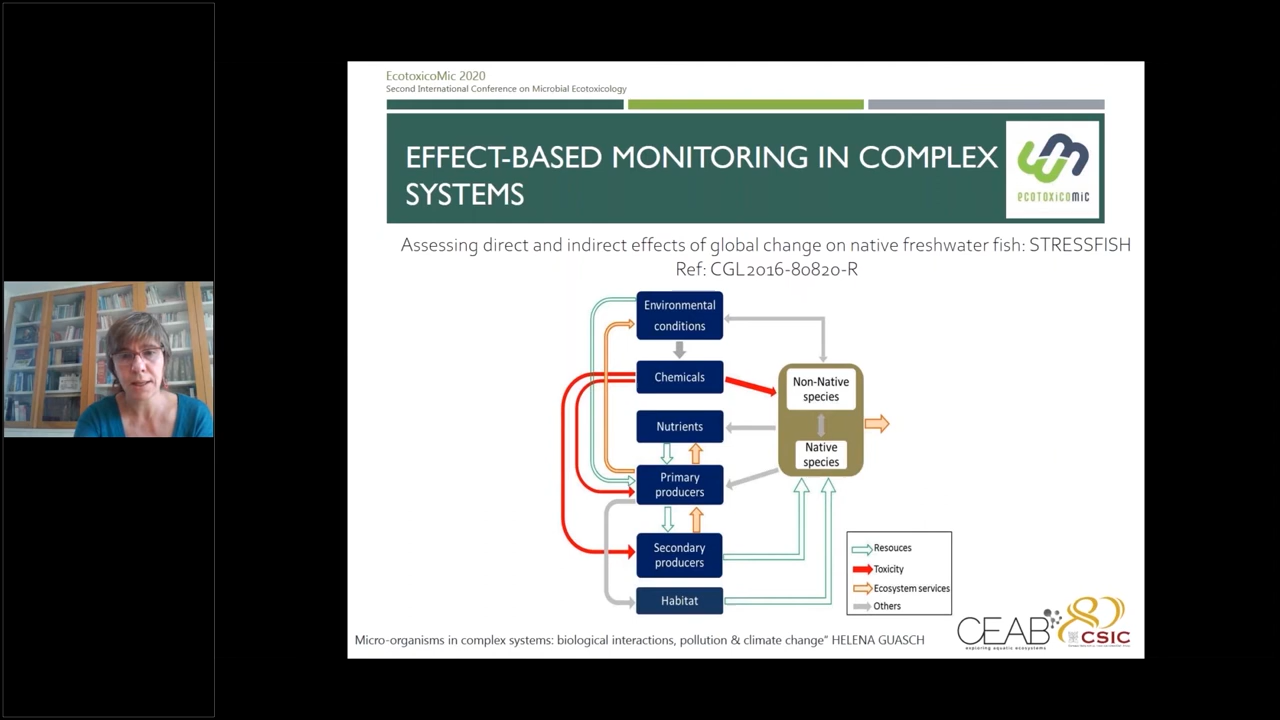 EcotoxicoMic 2020
Second International Conference on Microbial Ecotoxicology
EFFECT-BASED MONITORING IN COMPLEX
SYSTEMS
ecotoxicomic
Assessing direct and indirect effects of global change on native freshwater fish: STRESSFISH
Ref: CGL2016-80820-R
Environmental
conditions
Chemicals
Nutrients
Primary
producers
Secondary
producers
Habitat
Non-Native
species
Native
species
Resouces
Toxicity
Ecosystem services
Others
Micro-organisms in complex systems: biological interactions, pollution & climate change” HELENA GUASCH
CEAB
exploring aquatic ecosystems
80
CSIC